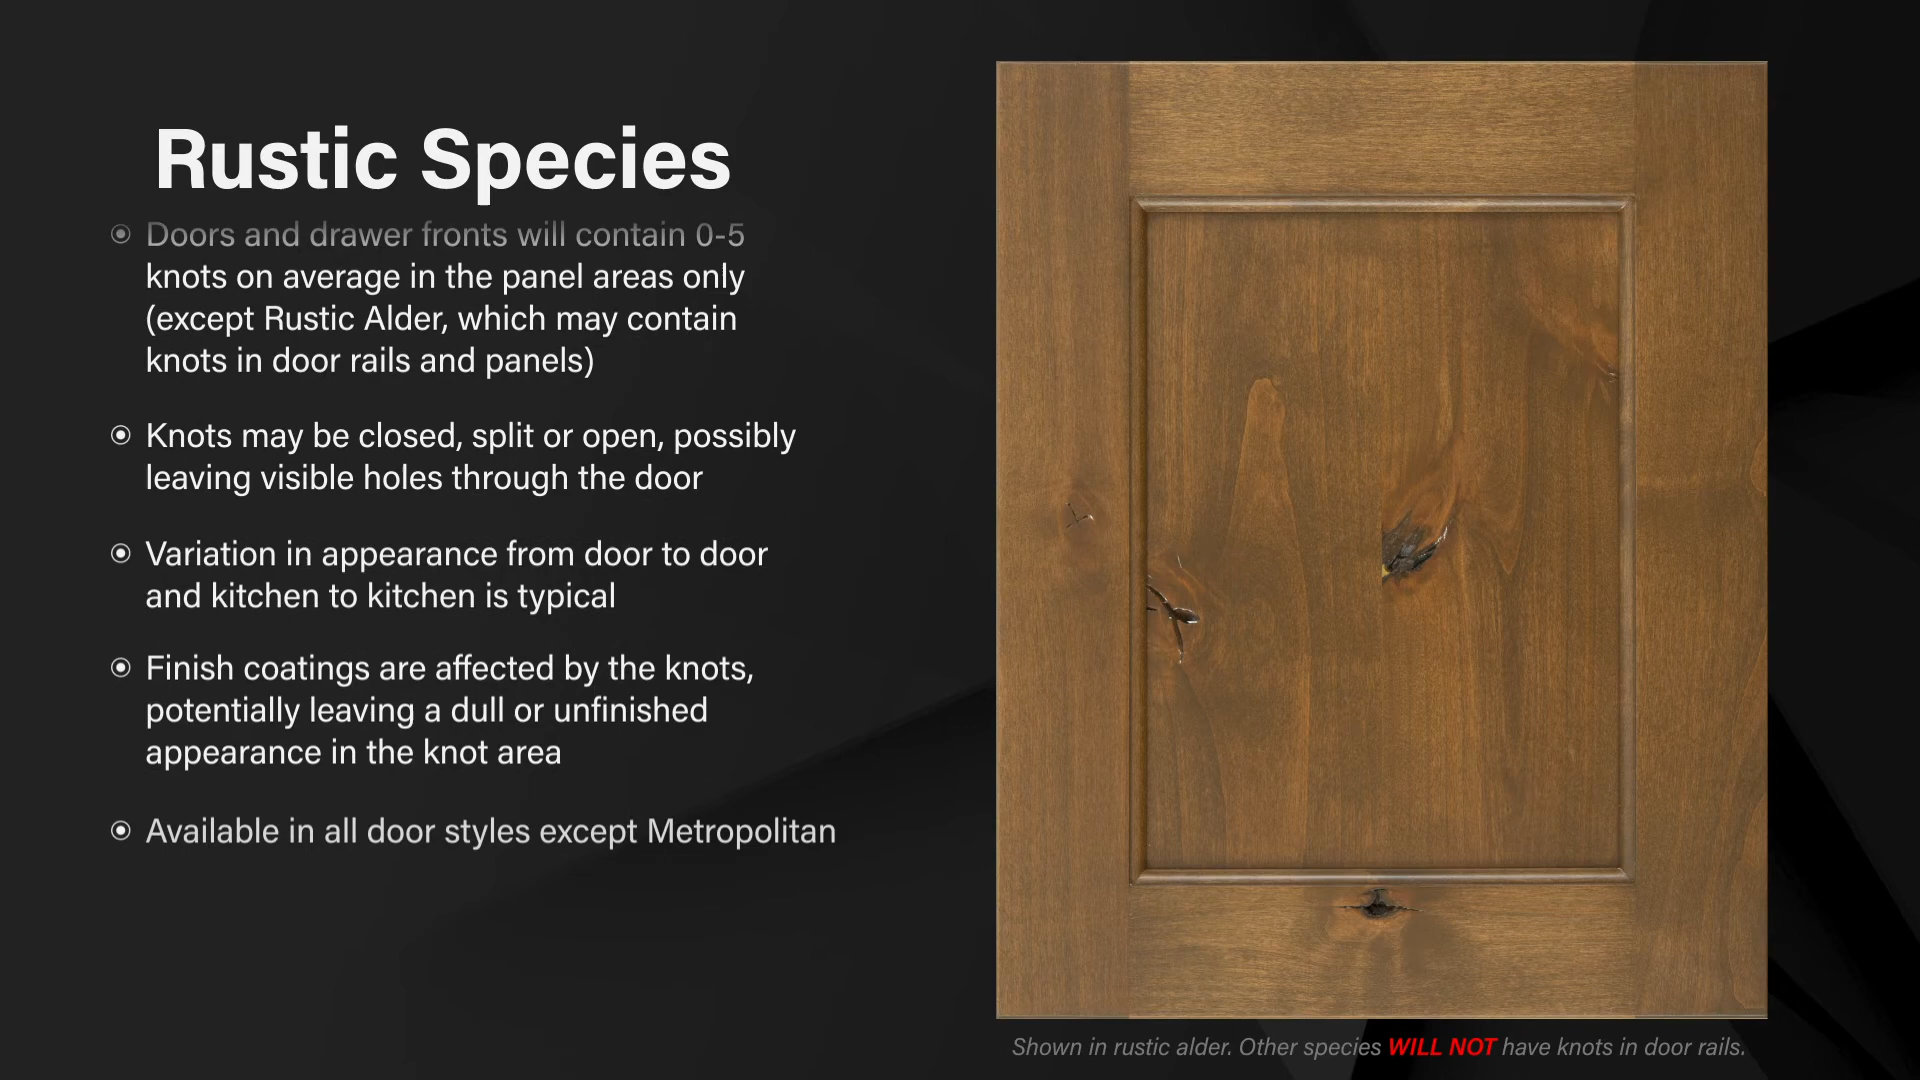 Rustic Species
Doors and drawer fronts will contain 0-5
knots on average in the panel areas only
(except Rustic Alder, which may contain
knots in door rails and panels)
Knots may be closed, split or open, possibly
leaving visible holes through the door
Variation in appearance from door to door
and kitchen to kitchen is typical
Finish coatings are affected by the knots,
potentially leaving a dull or unfinished
appearance in the knot area
Available in all door styles except Metropolitan
Shown in rustic alder. Other species WILL NOT have knots in door rails.